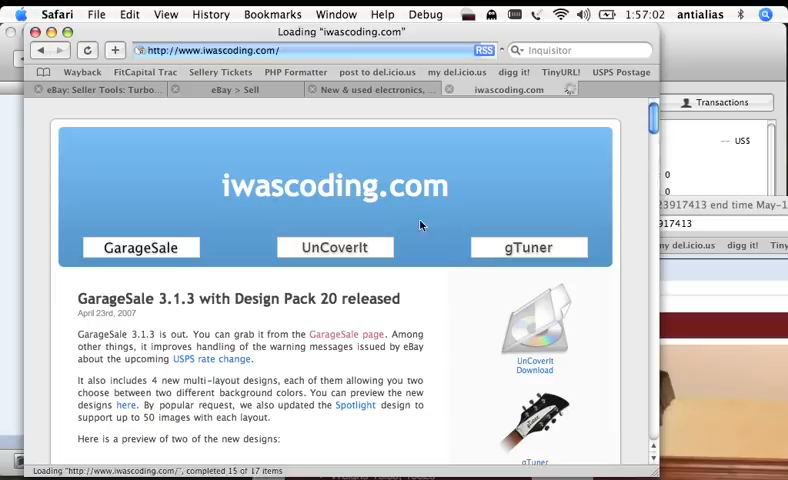 Safari File Edit View History Bookmarks Window Help Debug 1:57:02 antialias
Loading "iwascoding.com"
http://www.iwascoding.com/ RSS Inquisitor
Wayback FitCapital Trac Sellery Tickets PHP Formatter post to del.icio.us my del.icio.us digg it! TinyURL! USPS Postage
eBay: Seller Tools: Turbo... eBay > Sell New & used electronics, ... iwascoding.com
Transactions
-- US$
0
0
23917413 end time May-1
917413
my del.icio.us digg it! Tiny
iwascoding.com
GarageSale UnCoverIt gTuner
GarageSale 3.1.3 with Design Pack 20 released
April 23rd, 2007
GarageSale 3.1.3 is out. You can grab it from the GarageSale page. Among
other things, it improves handling of the warning messages issued by eBay
about the upcoming USPS rate change.
It also includes 4 new multi-layout designs, each of them allowing you two
choose between two different background colors. You can preview the new
designs here. By popular request, we also updated the Spotlight design to
support up to 50 images with each layout.
Here is a preview of two of the new designs:
UnCoverIt
Download
gTuner
Loading "http://www.iwascoding.com/", completed 15 of 17 items